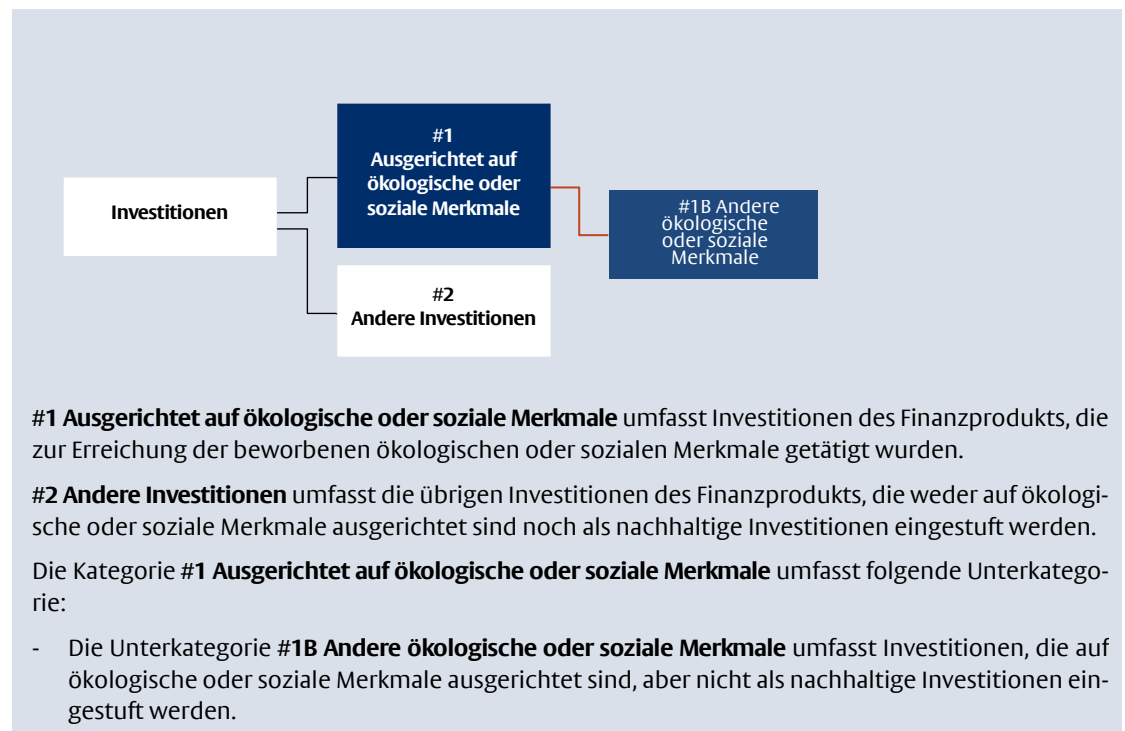 #1
Ausgerichtet auf
ökologische oder
soziale Merkmale
Investitionen
#1B Andere
ökologische
oder soziale
Merkmale
#2
Andere Investitionen
#1 Ausgerichtet auf ökologische oder soziale Merkmale umfasst Investitionen des Finanzprodukts, die
zur Erreichung der beworbenen ökologischen oder sozialen Merkmale getätigt wurden.
#2 Andere Investitionen umfasst die übrigen Investitionen des Finanzprodukts, die weder auf ökologi-
sche oder soziale Merkmale ausgerichtet sind noch als nachhaltige Investitionen eingestuft werden.
Die Kategorie #1 Ausgerichtet auf ökologische oder soziale Merkmale umfasst folgende Unterkatego-
rie:
- Die Unterkategorie #1B Andere ökologische oder soziale Merkmale umfasst Investitionen, die auf
ökologische oder soziale Merkmale ausgerichtet sind, aber nicht als nachhaltige Investitionen ein-
gestuft werden.